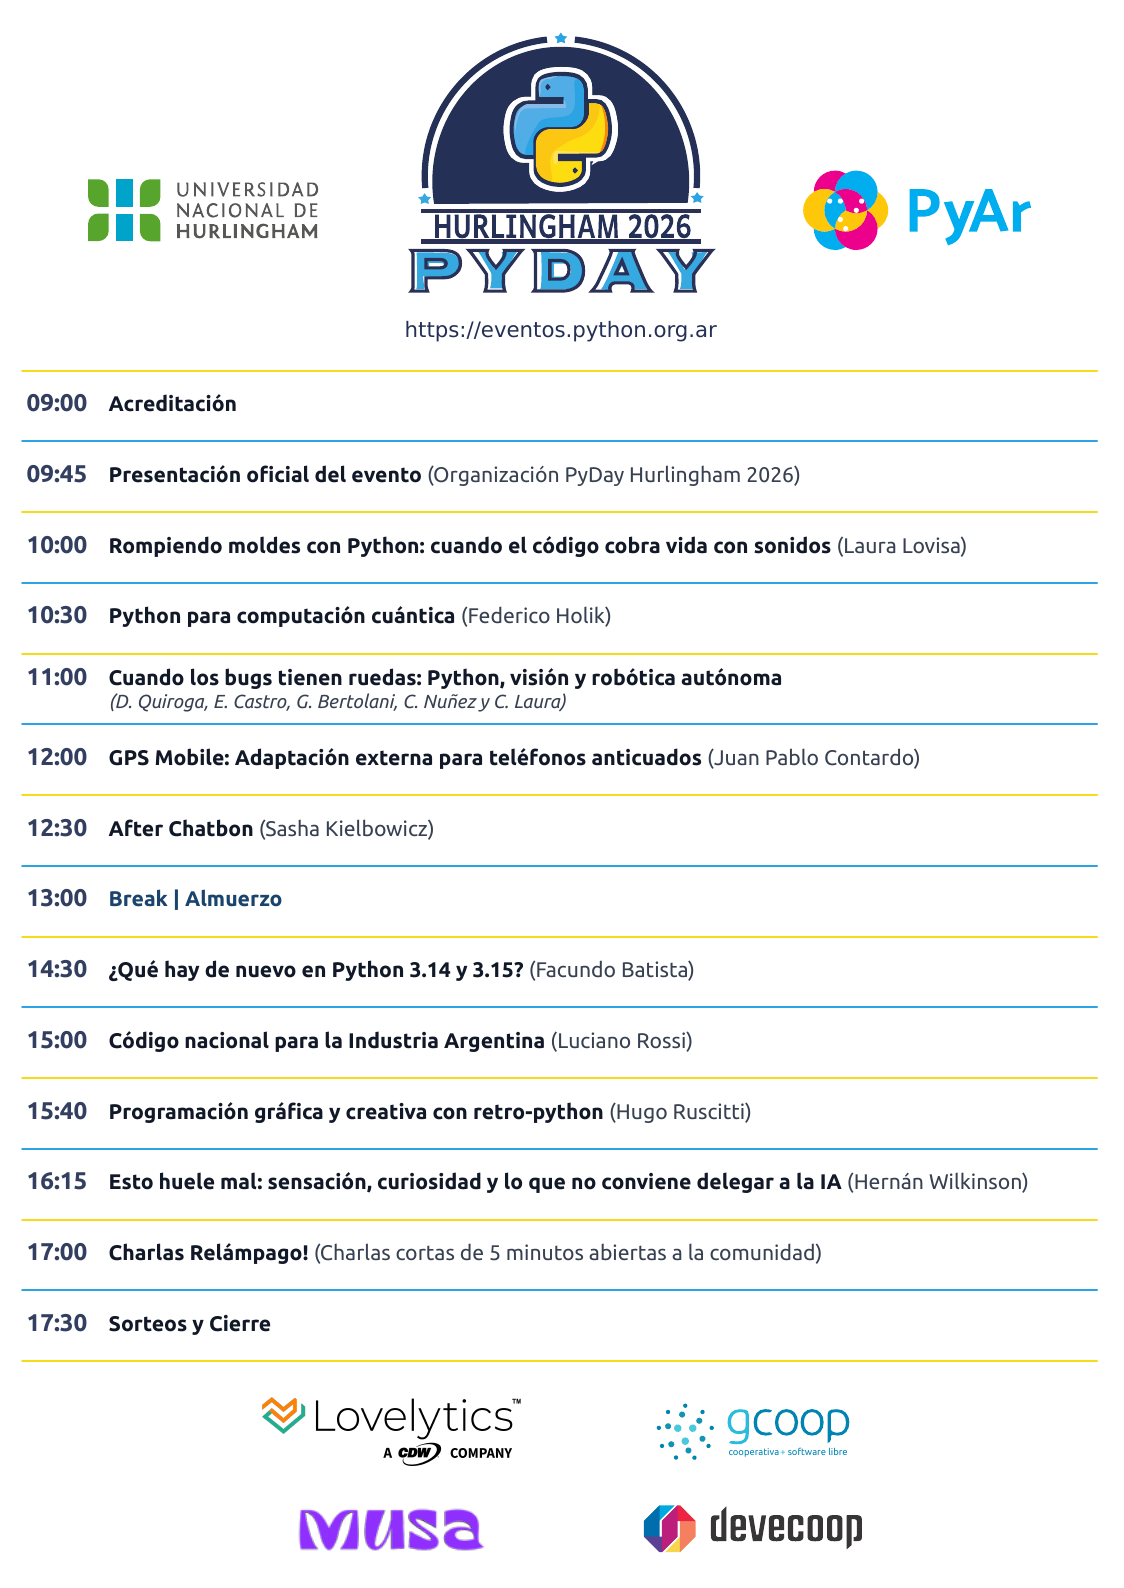 UNIVERSIDAD
NACIONAL DE
HURLINGHAM
HURLINGHAM 2026
PYDAY
PyAr
https://eventos.python.org.ar
09:00 Acreditación
09:45 Presentación oficial del evento (Organización PyDay Hurlingham 2026)
10:00 Rompiendo moldes con Python: cuando el código cobra vida con sonidos (Laura Lovisa)
10:30 Python para computación cuántica (Federico Holik)
11:00 Cuando los bugs tienen ruedas: Python, visión y robótica autónoma
(D. Quiroga, E. Castro, G. Bertolani, C. Nuñez y C. Laura)
12:00 GPS Mobile: Adaptación externa para teléfonos anticuados (Juan Pablo Contardo)
12:30 After Chatbon (Sasha Kielbowicz)
13:00 Break | Almuerzo
14:30 ¿Qué hay de nuevo en Python 3.14 y 3.15? (Facundo Batista)
15:00 Código nacional para la Industria Argentina (Luciano Rossi)
15:40 Programación gráfica y creativa con retro-python (Hugo Ruscitti)
16:15 Esto huele mal: sensación, curiosidad y lo que no conviene delegar a la IA (Hernán Wilkinson)
17:00 Charlas Relámpago! (Charlas cortas de 5 minutos abiertas a la comunidad)
17:30 Sorteos y Cierre
Lovelytics™
A CDW COMPANY
gcoop
cooperativa + software libre
MUSA
devecoop